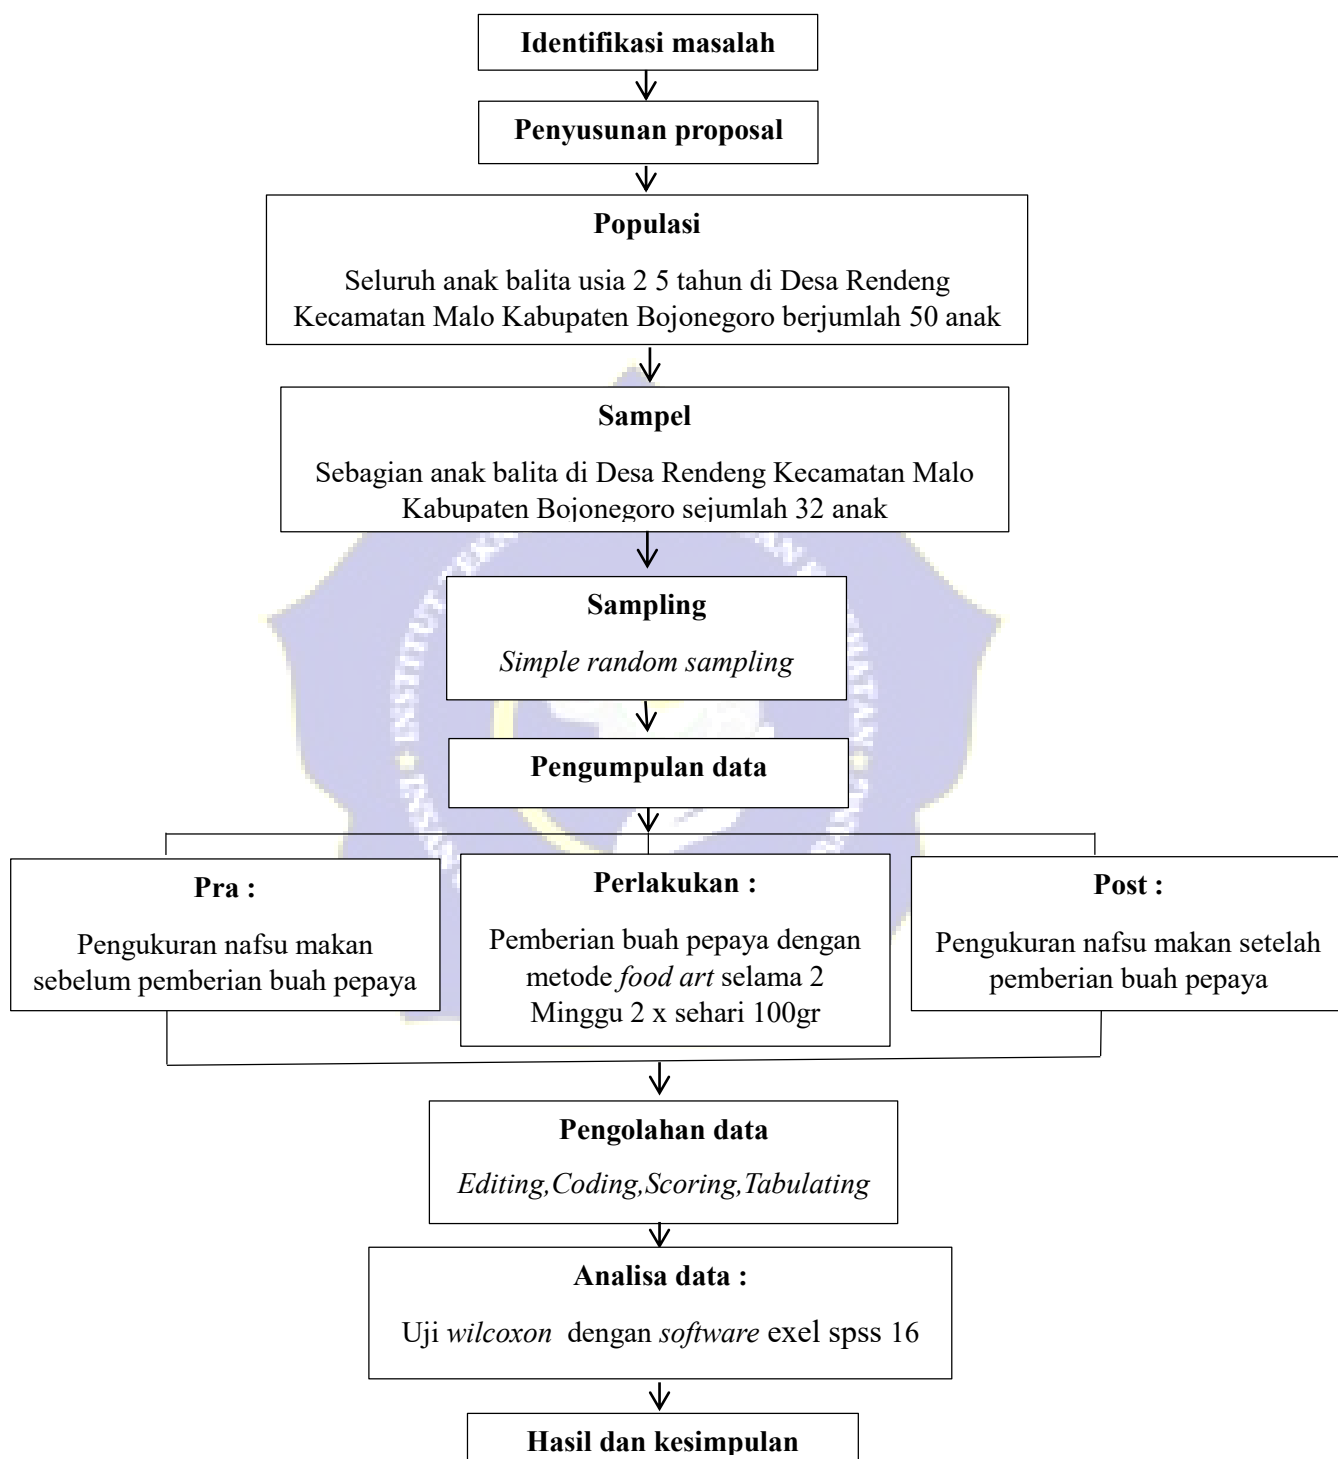 Identifikasi masalah
Penyusunan proposal
Populasi
Seluruh anak balita usia 2 5 tahun di Desa Rendeng
Kecamatan Malo Kabupaten Bojonegoro berjumlah 50 anak
Sampel
Sebagian anak balita di Desa Rendeng Kecamatan Malo
Kabupaten Bojonegoro sejumlah 32 anak
Sampling
Simple random sampling
Pengumpulan data
Pra :
Pengukuran nafsu makan
sebelum pemberian buah pepaya
Perlakukan :
Pemberian buah pepaya dengan
metode food art selama 2
Minggu 2 x sehari 100gr
Post :
Pengukuran nafsu makan setelah
pemberian buah pepaya
Pengolahan data
Editing,Coding,Scoring,Tabulating
Analisa data :
Uji wilcoxon dengan software exel spss 16
Hasil dan kesimpulan
INSTITUT